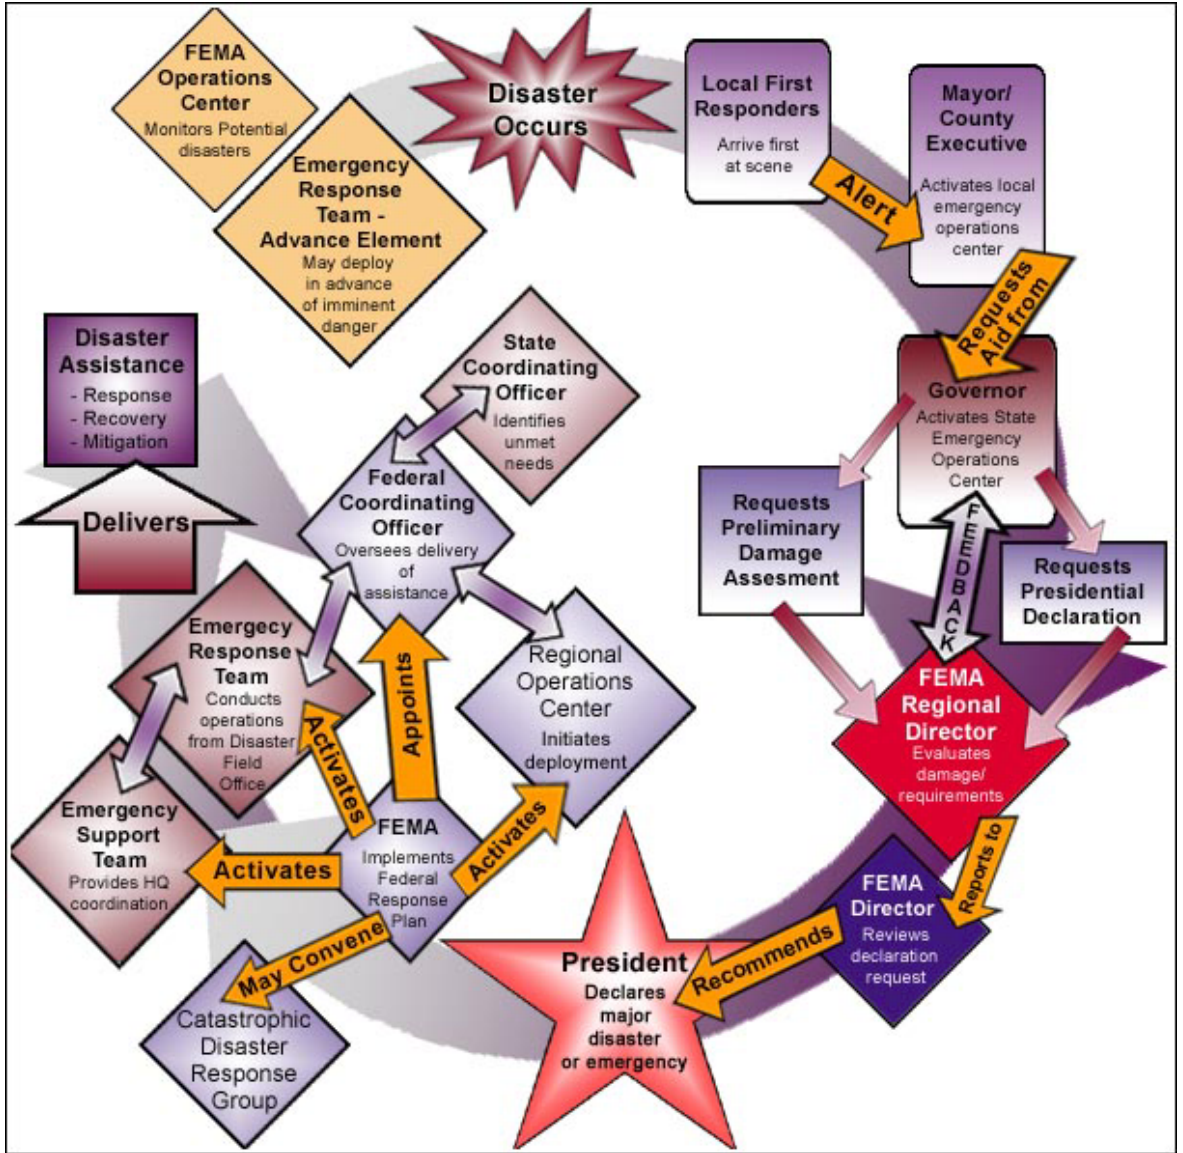 FEMA
Operations
Center
Monitors Potential
disasters
Emergency
Response
Team -
Advance Element
May deploy
in advance
of imminent
danger
Disaster
Occurs
Local First
Responders
Arrive first
at scene
Alert
Mayor/
County
Executive
Activates local
emergency
operations
center
Requests
Aid from
Governor
Activates State
Emergency
Operations
Center
Requests
Preliminary
Damage
Assesment
FEEDBACK
Requests
Presidential
Declaration
FEMA
Regional
Director
Evaluates
damage/
requirements
Reports to
FEMA
Director
Reviews
declaration
request
Recommends
President
Declares
major
disaster
or emergency
Disaster
Assistance
- Response
- Recovery
- Mitigation
Delivers
State
Coordinating
Officer
Identifies
unmet
needs
Federal
Coordinating
Officer
Oversees delivery
of
assistance
Emergecy
Response
Team
Conducts
operations
from Disaster
Field
Office
Regional
Operations
Center
Initiates
deployment
Appoints
Activates
Activates
Activates
Emergency
Support
Team
Provides HQ
coordination
FEMA
Implements
Federal
Response
Plan
May Convene
Catastrophic
Disaster
Response
Group